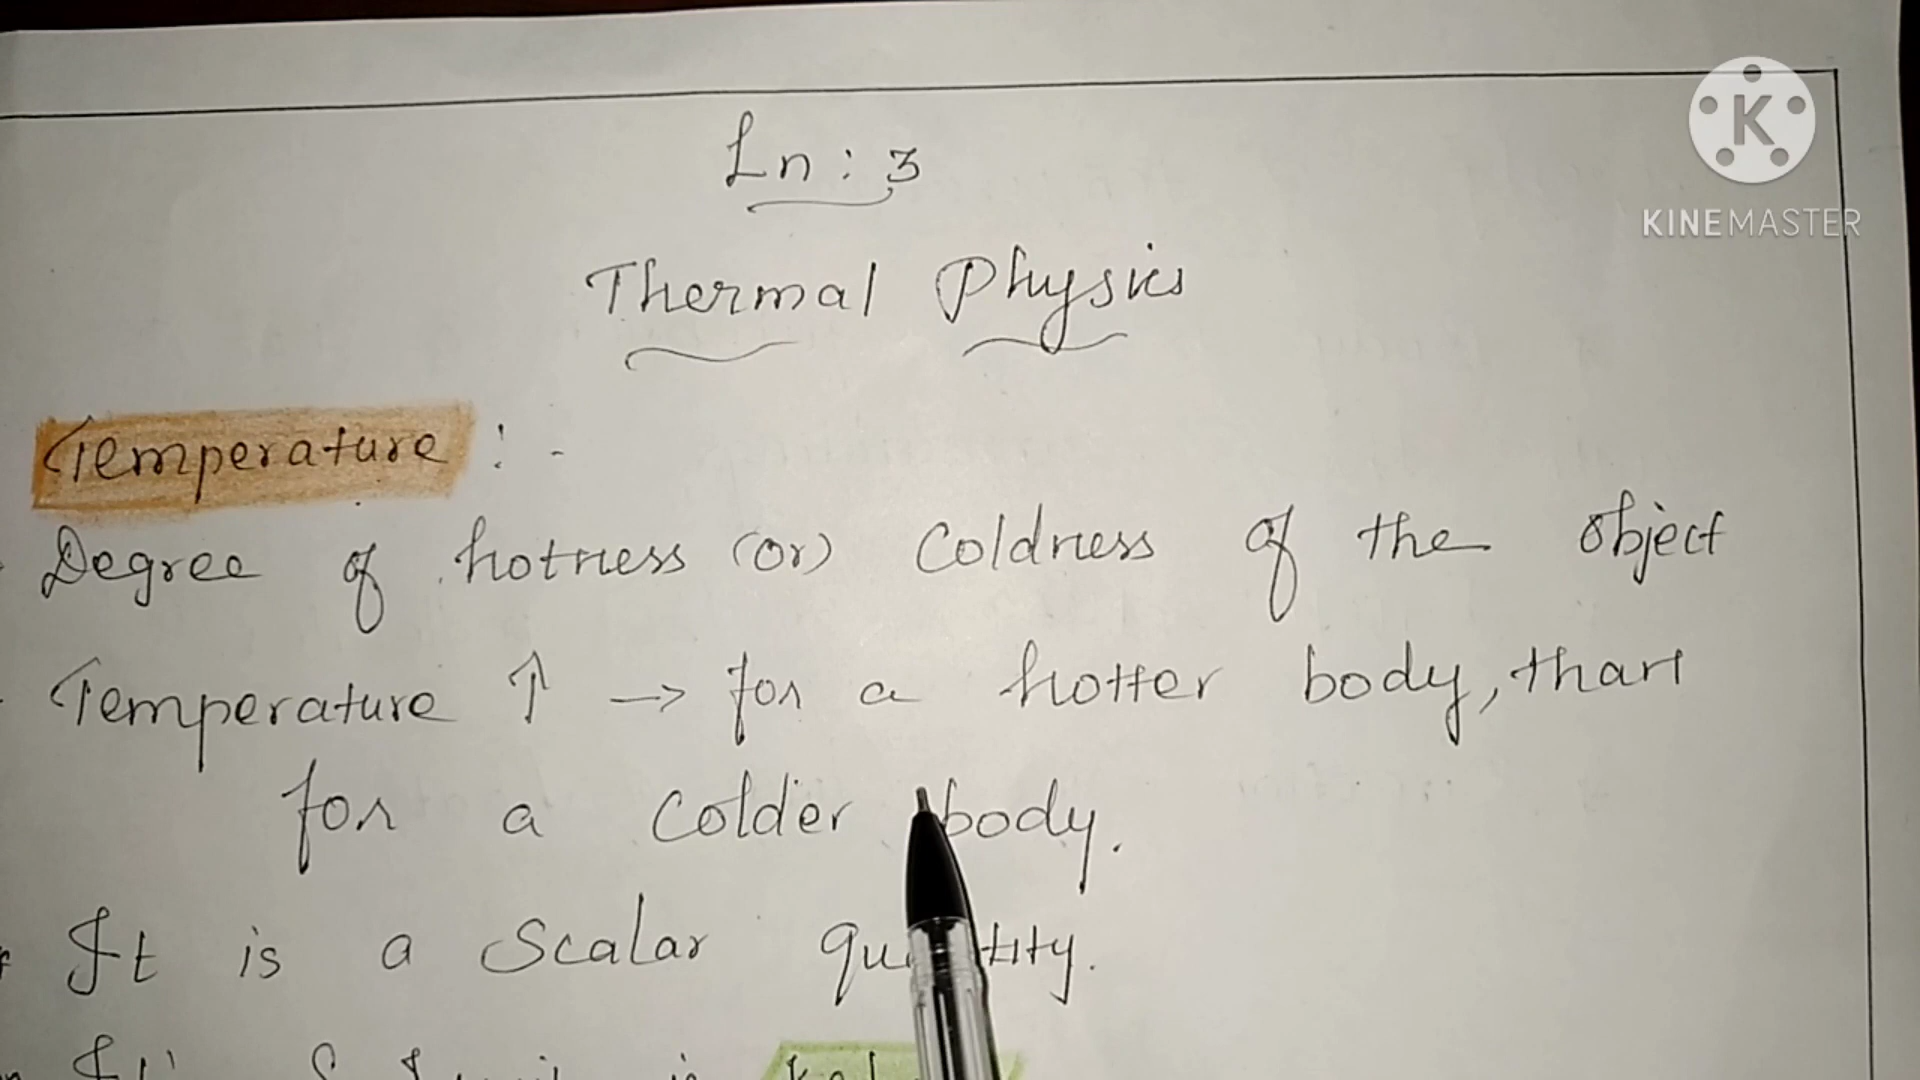 Ln : 3
K
KINEMASTER
Thermal Physics
Temperature : -
Degree of hotness (or) Coldness of the object
Temperature ↑ → for a hotter body, than
for a colder body.
It is a Scalar
is